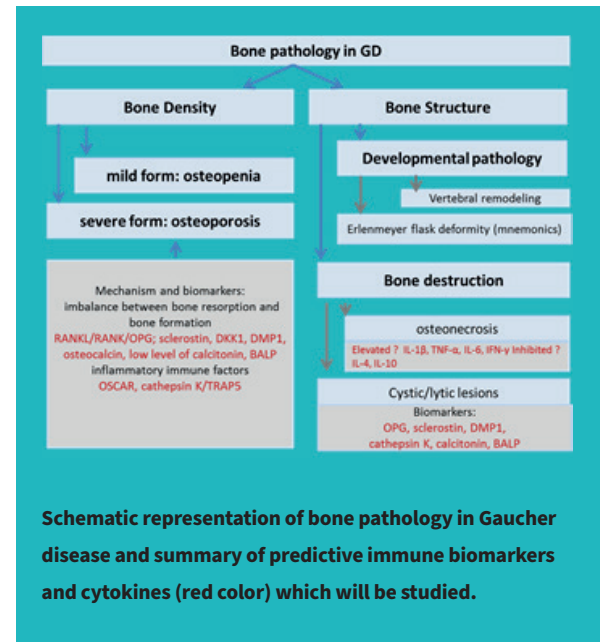 Bone pathology in GD
Bone Density
mild form: osteopenia
severe form: osteoporosis
Mechanism and biomarkers:
imbalance between bone resorption and
bone formation
RANKL/RANK/OPG; sclerostin, DKK1, DMP1,
osteocalcin, low level of calcitonin, BALP
inflammatory immune factors
OSCAR, cathepsin K/TRAP5
Bone Structure
Developmental pathology
Vertebral remodeling
Erlenmeyer flask deformity (mnemonics)
Bone destruction
osteonecrosis
Elevated ? IL-1β, TNF-α, IL-6, IFN-γ Inhibited ?
IL-4, IL-10
Cystic/lytic lesions
Biomarkers:
OPG, sclerostin, DMP1,
cathepsin K, calcitonin, BALP
Schematic representation of bone pathology in Gaucher
disease and summary of predictive immune biomarkers
and cytokines (red color) which will be studied.